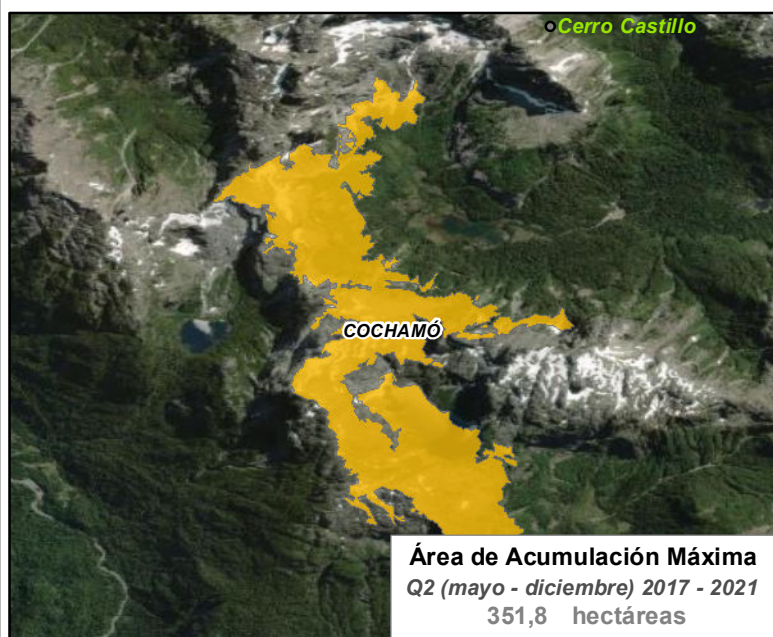 Cerro Castillo
COCHAMÓ
Área de Acumulación Máxima
Q2 (mayo - diciembre) 2017 - 2021
351,8 hectáreas